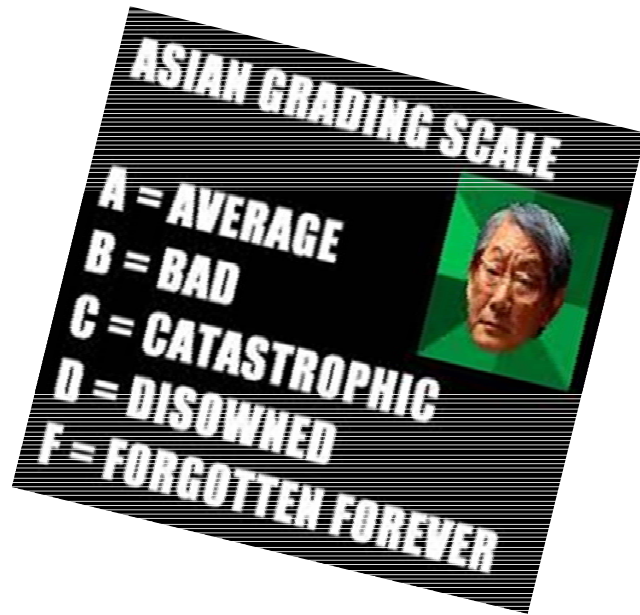 ASIAN GRADING SCALE
A = AVERAGE
B = BAD
C = CATASTROPHIC
D = DISOWNED
F = FORGOTTEN FOREVER